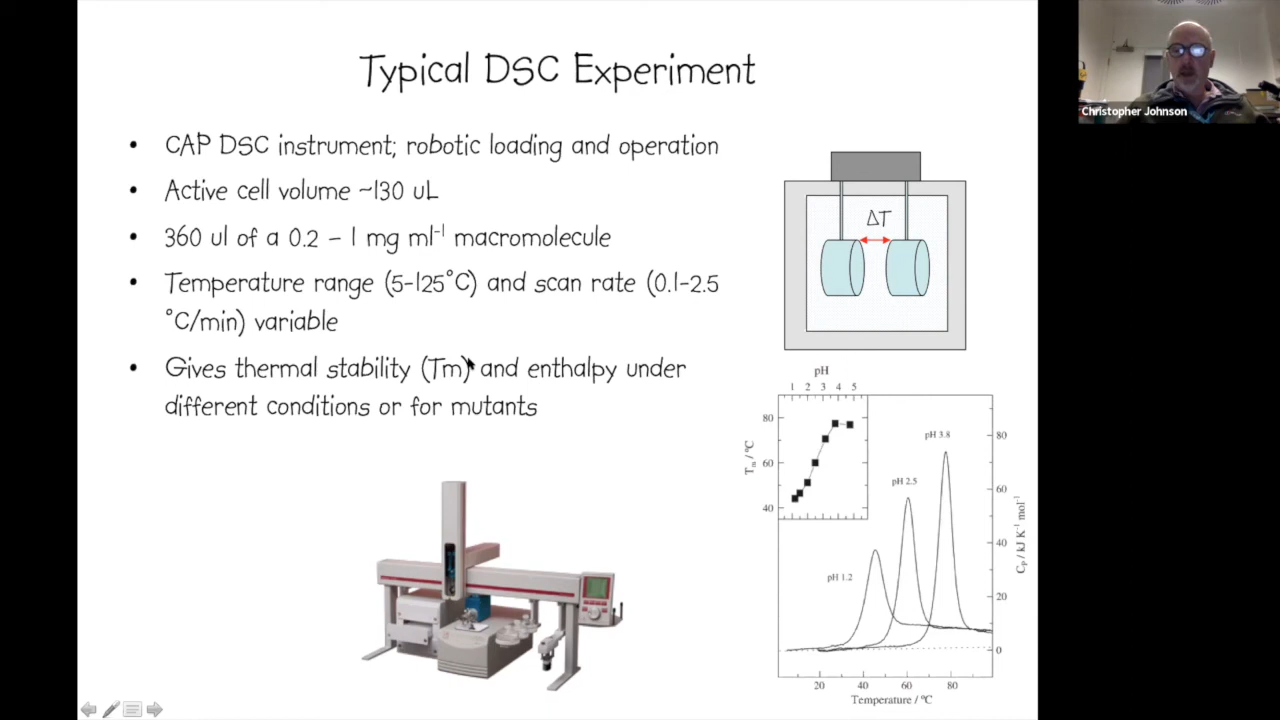 Typical DSC Experiment
• CAP DSC instrument; robotic loading and operation
• Active cell volume ~130 uL
• 360 ul of a 0.2 – 1 mg ml⁻¹ macromolecule
• Temperature range (5-125°C) and scan rate (0.1-2.5
°C/min) variable
• Gives thermal stability (Tm) and enthalpy under
different conditions or for mutants
Christopher Johnson
ΔT
pH
1 2 3 4 5
80
60
40
Tₘ / ºC
pH 3.8
pH 2.5
pH 1.2
80
60
40
20
0
Cₚ / kJ K⁻¹ mol⁻¹
20 40 60 80
Temperature / ºC